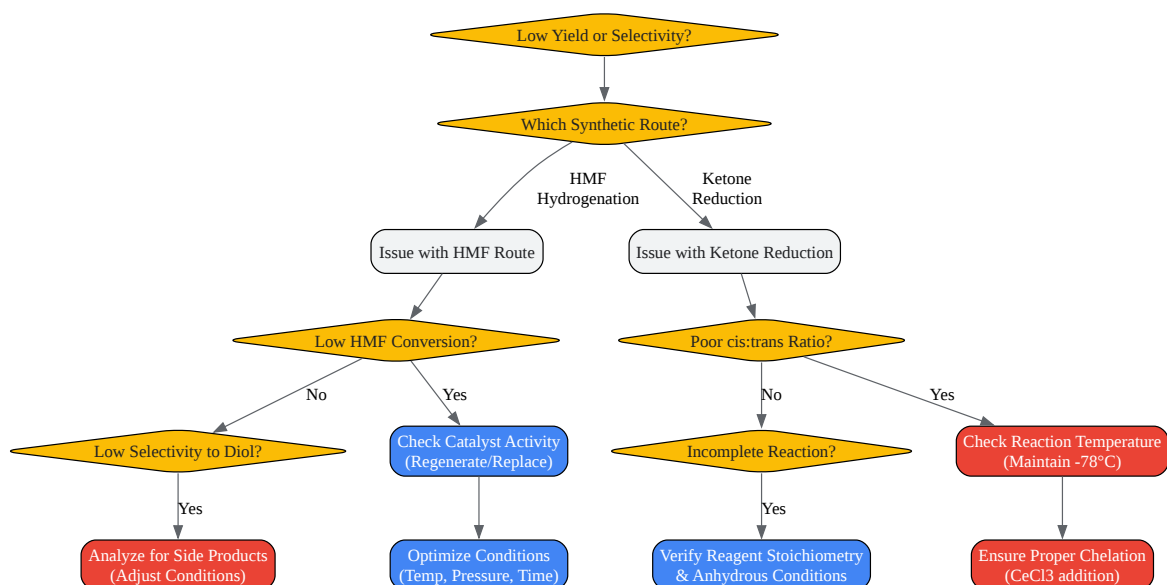 Low Yield or Selectivity?
Which Synthetic Route?
HMF
Hydrogenation
Ketone
Reduction
Issue with HMF Route
Issue with Ketone Reduction
Low HMF Conversion?
Poor cis:trans Ratio?
No
Yes
No
Yes
Low Selectivity to Diol?
Check Catalyst Activity
(Regenerate/Replace)
Incomplete Reaction?
Check Reaction Temperature
(Maintain -78°C)
Yes
Yes
Analyze for Side Products
(Adjust Conditions)
Optimize Conditions
(Temp, Pressure, Time)
Verify Reagent Stoichiometry
& Anhydrous Conditions
Ensure Proper Chelation
(CeCl3 addition)